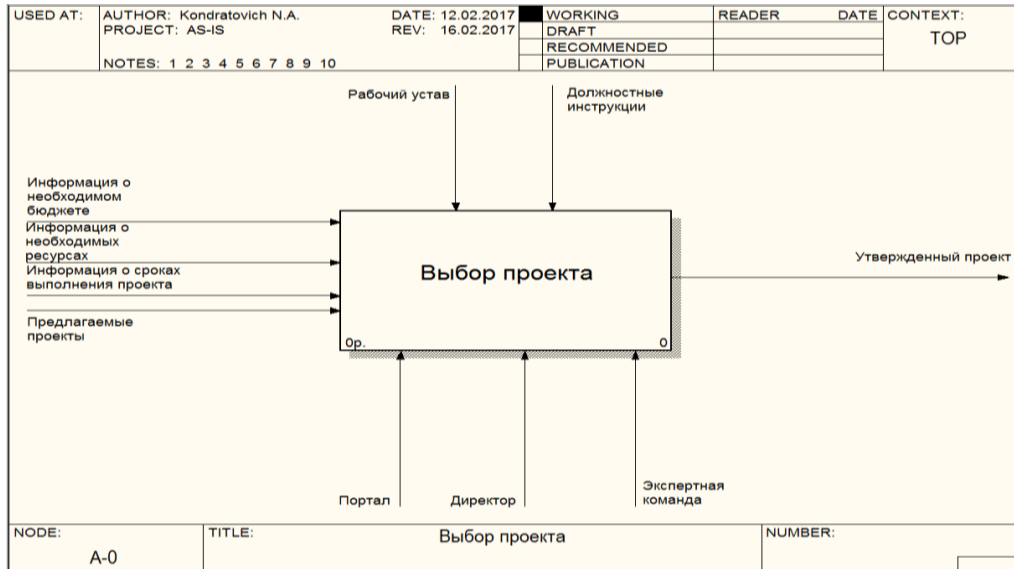 USED AT:
AUTHOR: Kondratovich N.A.
DATE: 12.02.2017
PROJECT: AS-IS
REV: 16.02.2017
NOTES: 1 2 3 4 5 6 7 8 9 10
WORKING
DRAFT
RECOMMENDED
PUBLICATION
READER
DATE
CONTEXT:
TOP
Рабочий устав
Должностные
инструкции
Информация о
необходимом
бюджете
Информация о
необходимых
ресурсах
Информация о сроках
выполнения проекта
Предлагаемые
проекты
Выбор проекта
0р.
0
Утвержденный проект
Портал
Директор
Экспертная
команда
NODE:
A-0
TITLE:
Выбор проекта
NUMBER: